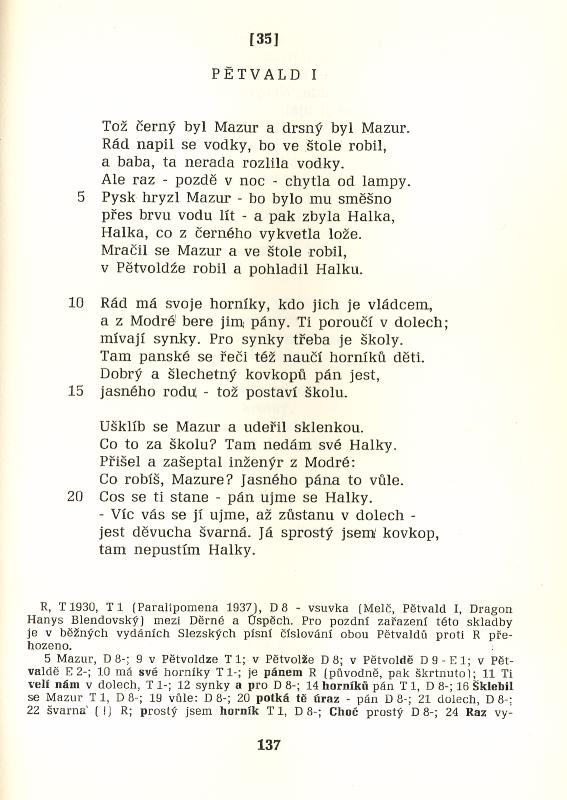 [35]
PĚTVALD I
Tož černý byl Mazur a drsný byl Mazur.
Rád napil se vodky, bo ve štole robil,
a baba, ta nerada rozlila vodky.
Ale raz - pozdě v noc - chytla od lampy.
5 Pysk hryzl Mazur - bo bylo mu směšno
přes brvu vodu lít - a pak zbyla Halka,
Halka, co z černého vykvetla lože.
Mračil se Mazur a ve štole robil,
v Pětvoldže robil a pohladil Halku.
10 Rád má svoje horníky, kdo jich je vládcem,
a z Modré bere jim pány. Ti poroučí v dolech;
mívají synky. Pro synky třeba je školy.
Tam panské se řeči též naučí horníků děti.
Dobrý a šlechetný kovkopů pán jest,
15 jasného rodu - tož postaví školu.
Ušklíb se Mazur a udeřil sklenkou.
Co to za školu? Tam nedám své Halky.
Přišel a zašeptal inženýr z Modré:
Co robíš, Mazure? Jasného pána to vůle.
20 Cos se ti stane - pán ujme se Halky.
- Víc vás se jí ujme, až zůstanu v dolech -
jest děvucha švarná. Já sprostý jsem kovkop,
tam nepustím Halky.
R, T 1930, T 1 (Paralipomena 1937), D 8 - vsuvka (Melč, Pětvald I, Dragon
Hanys Blendovský) mezi Děrné a Úspěch. Pro pozdní zařazení této skladby
je v běžných vydáních Slezských písní číslování obou Pětvaldů proti R pře-
hozeno.
5 Mazur, D 8-; 9 v Pětvoldze T 1; v Pětvolže D 8; v Pětvoldě D 9 - E 1; v Pět-
valdě E 2-; 10 má své horníky T 1-; je pánem R (původně, pak škrtnuto); 11 Ti
velí nám v dolech, T 1-; 12 synky a pro D 8-; 14 horníků pán T 1, D 8-; 16 Šklebil
se Mazur T 1, D 8-; 19 vůle: D 8-; 20 potká tě úraz - pán D 8-; 21 dolech, D 8-;
22 švarna (!) R; prostý jsem horník T 1, D 8-; Choć prostý D 8-; 24 Raz vy-
137